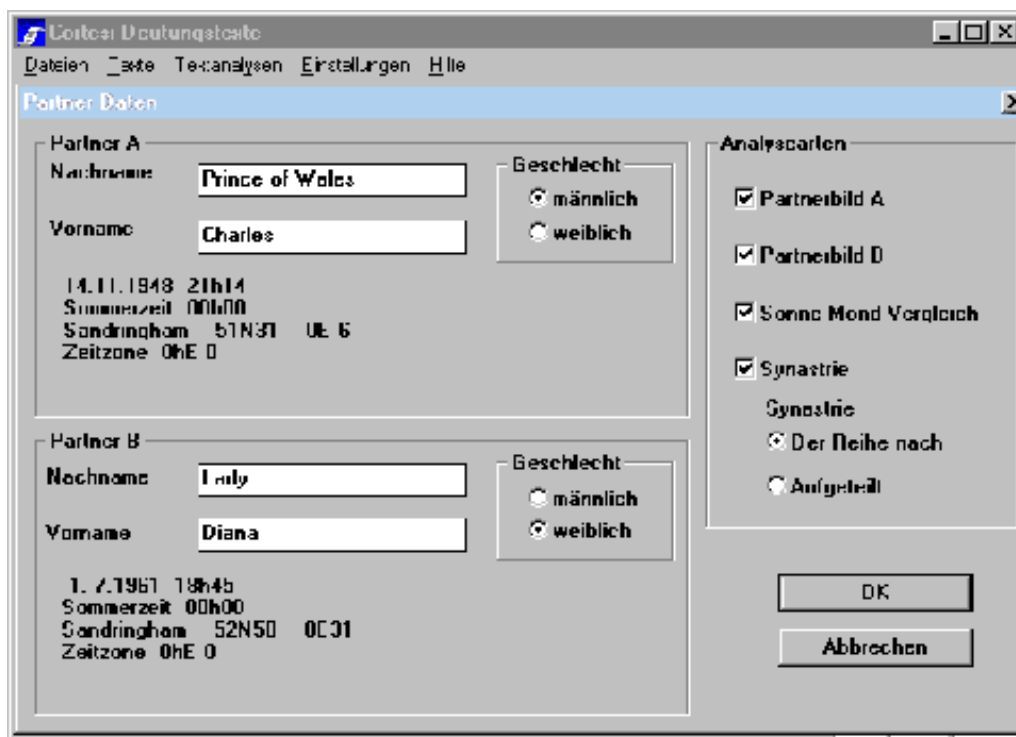 Cortesi Deutungstexte
Dateien Texte Textanalysen Einstellungen Hilfe
Partner Daten
Partner A
Nachname Prince of Wales
Vorname Charles
Geschlecht
männlich
weiblich
14.11.1948 21h14
Sommerzeit 00h00
Sandringham 51N31 0E 6
Zeitzone 0hE 0
Partner B
Nachname Lady
Vorname Diana
Geschlecht
männlich
weiblich
1. 7.1961 18h45
Sommerzeit 00h00
Sandringham 52N50 0E31
Zeitzone 0hE 0
Analysearten
Partnerbild A
Partnerbild B
Sonne Mond Vergleich
Synastrie
Synastrie
Der Reihe nach
Aufgeteilt
OK
Abbrechen